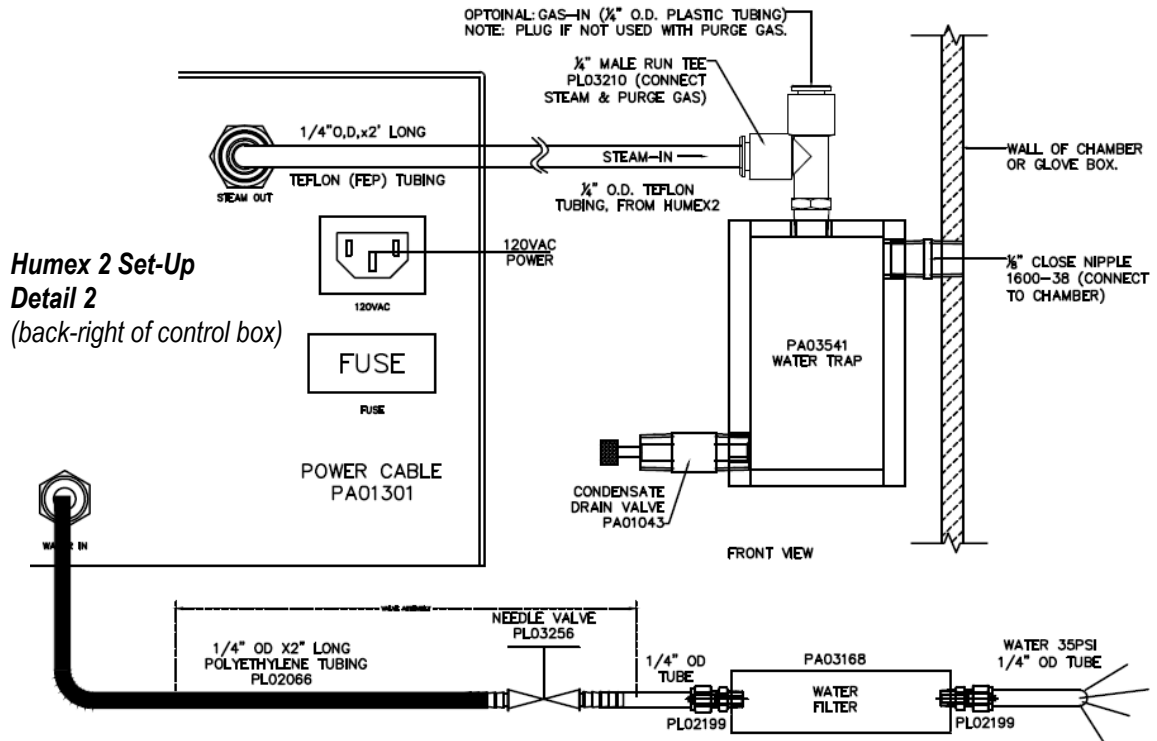 OPTOINAL: GAS-IN (¼" O.D. PLASTIC TUBING)
NOTE: PLUG IF NOT USED WITH PURGE GAS.
¼" MALE RUN TEE
PL03210 (CONNECT
STEAM & PURGE GAS)
1/4"O,D,x2' LONG
TEFLON (FEP) TUBING
STEAM OUT
STEAM-IN
¼" O.D. TEFLON
TUBING, FROM HUMEX2
WALL OF CHAMBER
OR GLOVE BOX.
120VAC
POWER
120VAC
⅛" CLOSE NIPPLE
1600-38 (CONNECT
TO CHAMBER)
Humex 2 Set-Up
Detail 2
(back-right of control box)
FUSE
FUSE
PA03541
WATER TRAP
POWER CABLE
PA01301
CONDENSATE
DRAIN VALVE
PA01043
FRONT VIEW
WATER IN
NEEDLE VALVE
PL03256
1/4" OD X2" LONG
POLYETHYLENE TUBING
PL02066
1/4" OD
TUBE
PL02199
PA03168
WATER
FILTER
WATER 35PSI
1/4" OD TUBE
PL02199